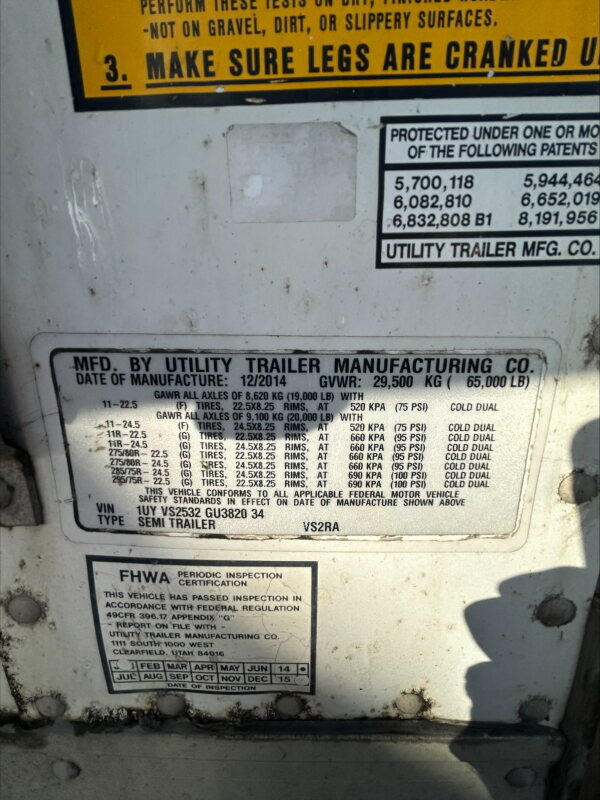 PERFORM THESE TESTS ON DRY,
-NOT ON GRAVEL, DIRT, OR SLIPPERY SURFACES.
3. MAKE SURE LEGS ARE CRANKED
PROTECTED UNDER ONE OR MO
OF THE FOLLOWING PATENTS
5,700,118 5,944,464
6,082,810 6,652,019
6,832,808 B1 8,191,956
UTILITY TRAILER MFG. CO.
MFD. BY UTILITY TRAILER MANUFACTURING CO.
DATE OF MANUFACTURE: 12/2014 GVWR: 29,500 KG ( 65,000 LB)
GAWR ALL AXLES OF 8,620 KG (19,000 LB) WITH
11-22.5 (F) TIRES, 22.5X8.25 RIMS, AT 520 KPA (75 PSI) COLD DUAL
GAWR ALL AXLES OF 9,100 KG (20,000 LB) WITH
11-24.5 (F) TIRES, 24.5X8.25 RIMS, AT 520 KPA (75 PSI) COLD DUAL
11R-22.5 (G) TIRES, 22.5X8.25 RIMS, AT 660 KPA (95 PSI) COLD DUAL
11R-24.5 (G) TIRES, 24.5X8.25 RIMS, AT 660 KPA (95 PSI) COLD DUAL
275/80R-22.5 (G) TIRES, 22.5X8.25 RIMS, AT 660 KPA (95 PSI) COLD DUAL
275/80R-24.5 (G) TIRES, 24.5X8.25 RIMS, AT 660 KPA (95 PSI) COLD DUAL
285/75R-24.5 (G) TIRES, 24.5X8.25 RIMS, AT 690 KPA (100 PSI) COLD DUAL
295/75R-22.5 (G) TIRES, 22.5X8.25 RIMS, AT 690 KPA (100 PSI) COLD DUAL
THIS VEHICLE CONFORMS TO ALL APPLICABLE FEDERAL MOTOR VEHICLE
SAFETY STANDARDS IN EFFECT ON DATE OF MANUFACTURE SHOWN ABOVE
VIN 1UY VS2532 GU3820 34
TYPE SEMI TRAILER VS2RA
FHWA PERIODIC INSPECTION
CERTIFICATION
THIS VEHICLE HAS PASSED INSPECTION IN
ACCORDANCE WITH FEDERAL REGULATION
49CFR 396.17 APPENDIX "G"
- REPORT ON FILE WITH -
UTILITY TRAILER MANUFACTURING CO.
1111 SOUTH 1000 WEST
CLEARFIELD, UTAH 84016
FEB MAR APR MAY JUN 14
JUL AUG SEP OCT NOV DEC 15
DATE OF INSPECTION